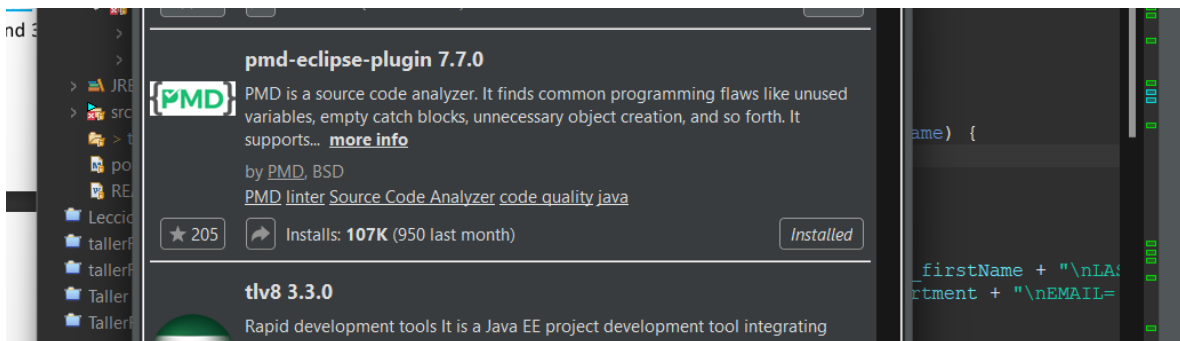 nd 3
pmd-eclipse-plugin 7.7.0
> JRE
{PMD}
PMD is a source code analyzer. It finds common programming flaws like unused
> src
variables, empty catch blocks, unnecessary object creation, and so forth. It
ame) {
> t
supports... more info
po
by PMD, BSD
RE
PMD linter Source Code Analyzer code quality java
Leccio
★ 205
Installs: 107K (950 last month)
Installed
tallerF
tallerF
_firstName + "\nLAS
Taller
tlv8 3.3.0
rtment + "\nEMAIL=
TallerF
Rapid development tools It is a Java EE project development tool integrating